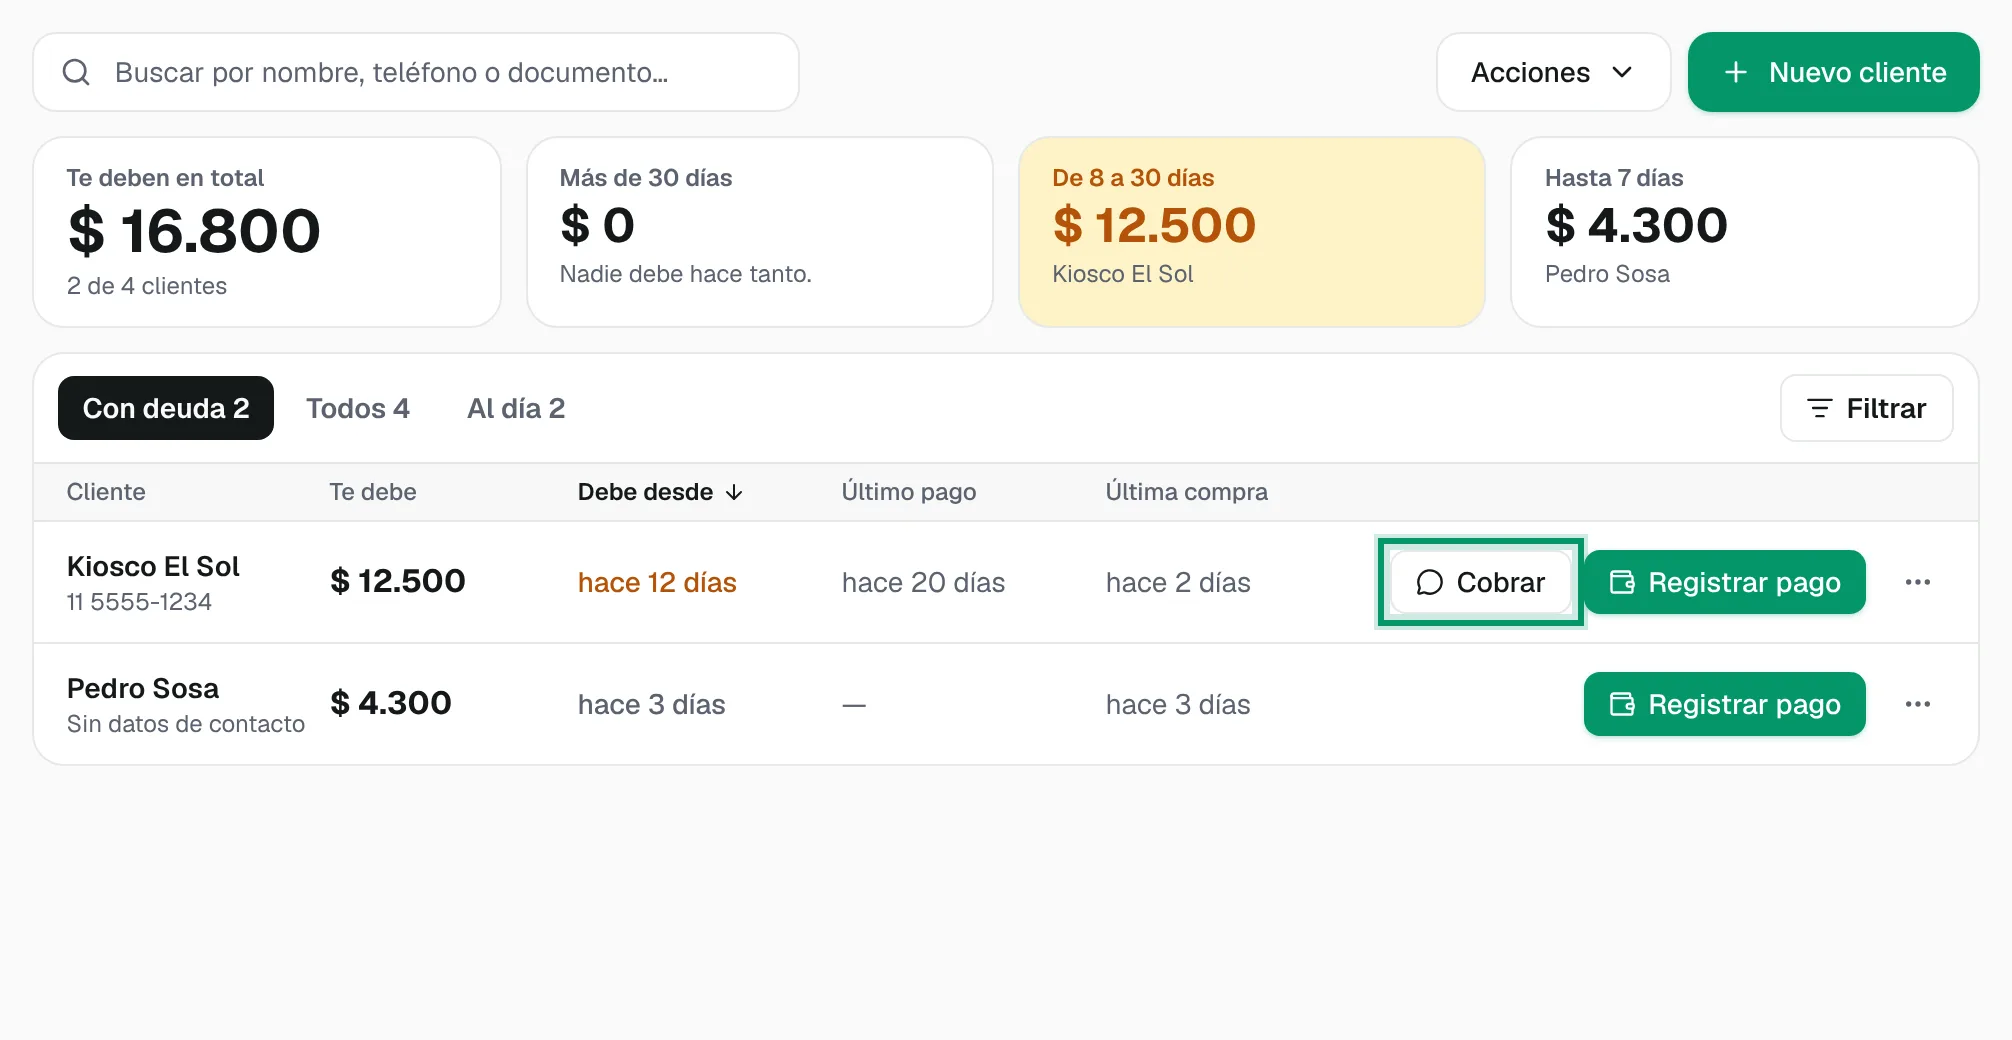 Buscar por nombre, teléfono o documento...
Acciones
Nuevo cliente
Te deben en total
$ 16.800
2 de 4 clientes
Más de 30 días
$ 0
Nadie debe hace tanto.
De 8 a 30 días
$ 12.500
Kiosco El Sol
Hasta 7 días
$ 4.300
Pedro Sosa
Con deuda 2
Todos 4
Al día 2
Filtrar
Cliente
Te debe
Debe desde
Último pago
Última compra
Kiosco El Sol
11 5555-1234
$ 12.500
hace 12 días
hace 20 días
hace 2 días
Cobrar
Registrar pago
Pedro Sosa
Sin datos de contacto
$ 4.300
hace 3 días
—
hace 3 días
Registrar pago